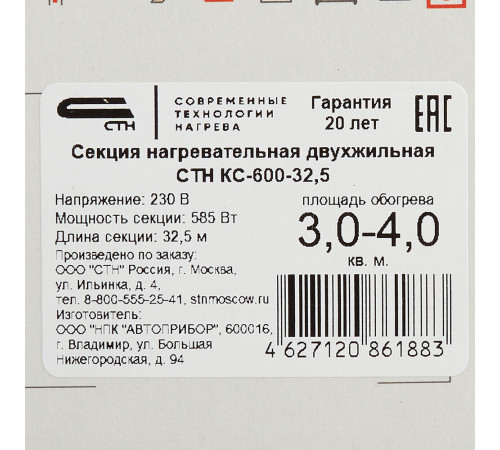 СТН
СОВРЕМЕННЫЕ
ТЕХНОЛОГИИ
НАГРЕВА
Гарантия
20 лет
ЕАС
Секция нагревательная двухжильная
СТН КС-600-32,5
Напряжение: 230 В
Мощность секции: 585 Вт
Длина секции: 32,5 м
Произведено по заказу:
ООО "СТН" Россия, г. Москва,
ул. Ильинка, д. 4,
тел. 8-800-555-25-41, stnmoscow.ru
Изготовитель:
ООО "НПК "АВТОПРИБОР", 600016,
г. Владимир, ул. Большая
Нижегородская, д. 94
площадь обогрева
3,0-4,0
кв. м.
4 627120 861883